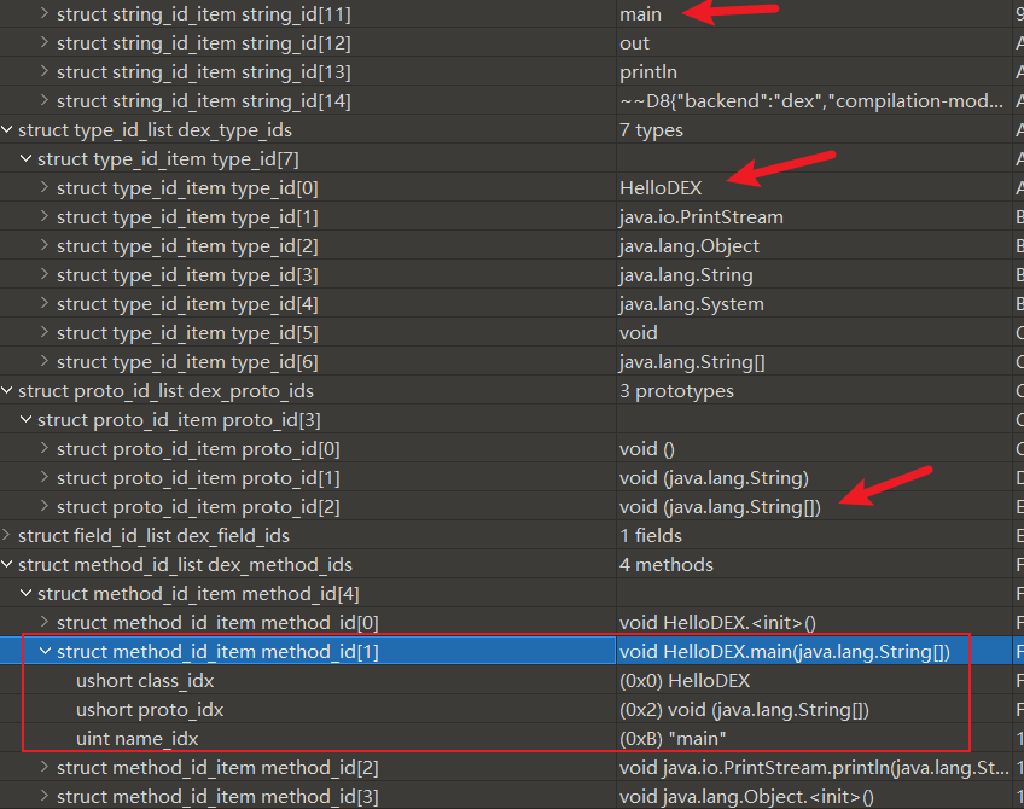 struct string_id_item string_id[11] main 9
struct string_id_item string_id[12] out A
struct string_id_item string_id[13] println A
struct string_id_item string_id[14] ~~D8{"backend":"dex","compilation-mod... A
struct type_id_list dex_type_ids 7 types A
struct type_id_item type_id[7] A
struct type_id_item type_id[0] HelloDEX A
struct type_id_item type_id[1] java.io.PrintStream B
struct type_id_item type_id[2] java.lang.Object B
struct type_id_item type_id[3] java.lang.String B
struct type_id_item type_id[4] java.lang.System B
struct type_id_item type_id[5] void C
struct type_id_item type_id[6] java.lang.String[] C
struct proto_id_list dex_proto_ids 3 prototypes C
struct proto_id_item proto_id[3] C
struct proto_id_item proto_id[0] void () C
struct proto_id_item proto_id[1] void (java.lang.String) D
struct proto_id_item proto_id[2] void (java.lang.String[]) E
struct field_id_list dex_field_ids 1 fields E
struct method_id_list dex_method_ids 4 methods F
struct method_id_item method_id[4] F
struct method_id_item method_id[0] void HelloDEX.<init>() F
struct method_id_item method_id[1] void HelloDEX.main(java.lang.String[]) F
ushort class_idx (0x0) HelloDEX F
ushort proto_idx (0x2) void (java.lang.String[]) F
uint name_idx (0xB) "main" 1
struct method_id_item method_id[2] void java.io.PrintStream.println(java.lang.St... 1
struct method_id_item method_id[3] void java.lang.Object.<init>() 1